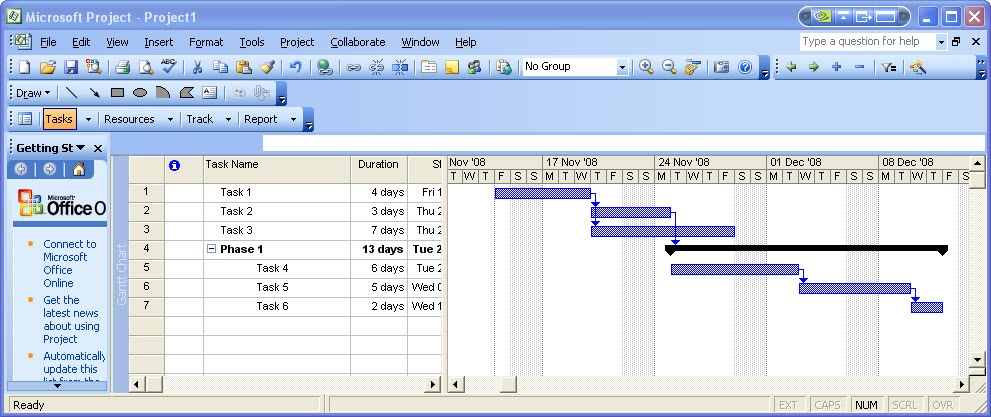 Microsoft Project - Project1
File Edit View Insert Format Tools Project Collaborate Window Help
Type a question for help
ABC
No Group
Y=
Draw
A
Tasks Resources Track Report
Getting St
Microsoft
Office O
Connect to
Microsoft
Office
Online
Get the
latest news
about using
Project
Automatically
update this
list from the
Gantt Chart
Task Name Duration St
Nov '08 17 Nov '08 24 Nov '08 01 Dec '08 08 Dec '08
T W T F S S M T W T F S S M T W T F S S M T W T F S S M T W T F S
1 Task 1 4 days Fri 1
2 Task 2 3 days Thu 2
3 Task 3 7 days Thu 2
4 Phase 1 13 days Tue 2
5 Task 4 6 days Tue 2
6 Task 5 5 days Wed 0
7 Task 6 2 days Wed 1
Ready
EXT CAPS NUM SCRL OVR